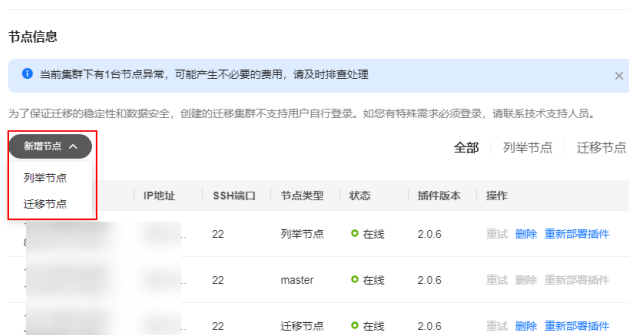 节点信息
当前集群下有1台节点异常，可能产生不必要的费用，请及时排查处理
为了保证迁移的稳定性和数据安全，创建的迁移集群不支持用户自行登录。如您有特殊需求必须登录，请联系技术支持人员。
新增节点 全部 列举节点 迁移节点
列举节点
迁移节点
IP地址 SSH端口 节点类型 状态 插件版本 操作
22 列举节点 在线 2.0.6 重试 删除 重新部署插件
22 master 在线 2.0.6 重试 删除 重新部署插件
22 迁移节点 在线 2.0.6 重试 删除 重新部署插件